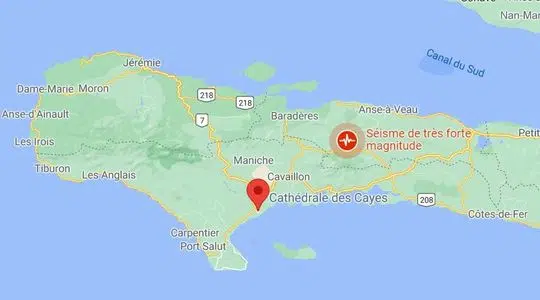 Nan-Mar
Canal du Sud
Jérémie
Dame-Marie
Moron
218
218
Anse-à-Veau
Anse-d'Ainault
7
Baradères
Séisme de très forte
magnitude
Petit
Les Irois
Maniche
Tiburon
Les Anglais
Cavaillon
Cathédrale des Cayes
208
Côtes-de-Fer
Carpentier
Port Salut